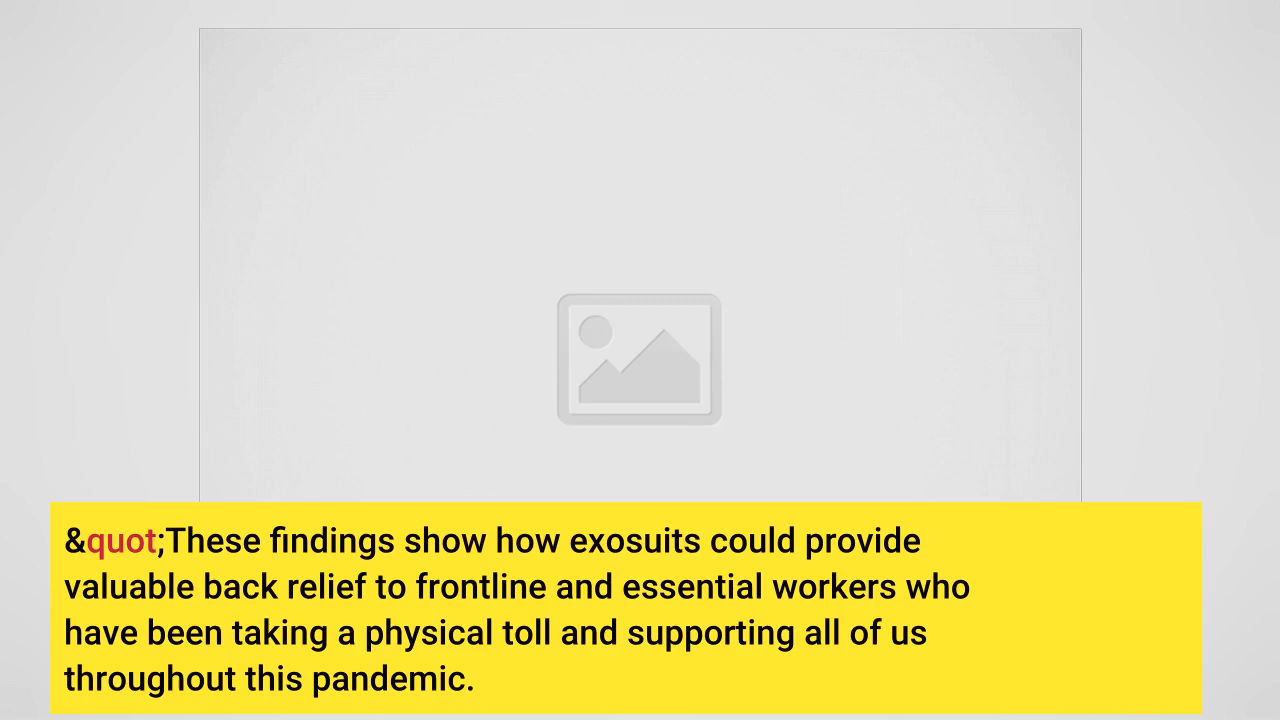 &quot;These findings show how exosuits could provide
valuable back relief to frontline and essential workers who
have been taking a physical toll and supporting all of us
throughout this pandemic.